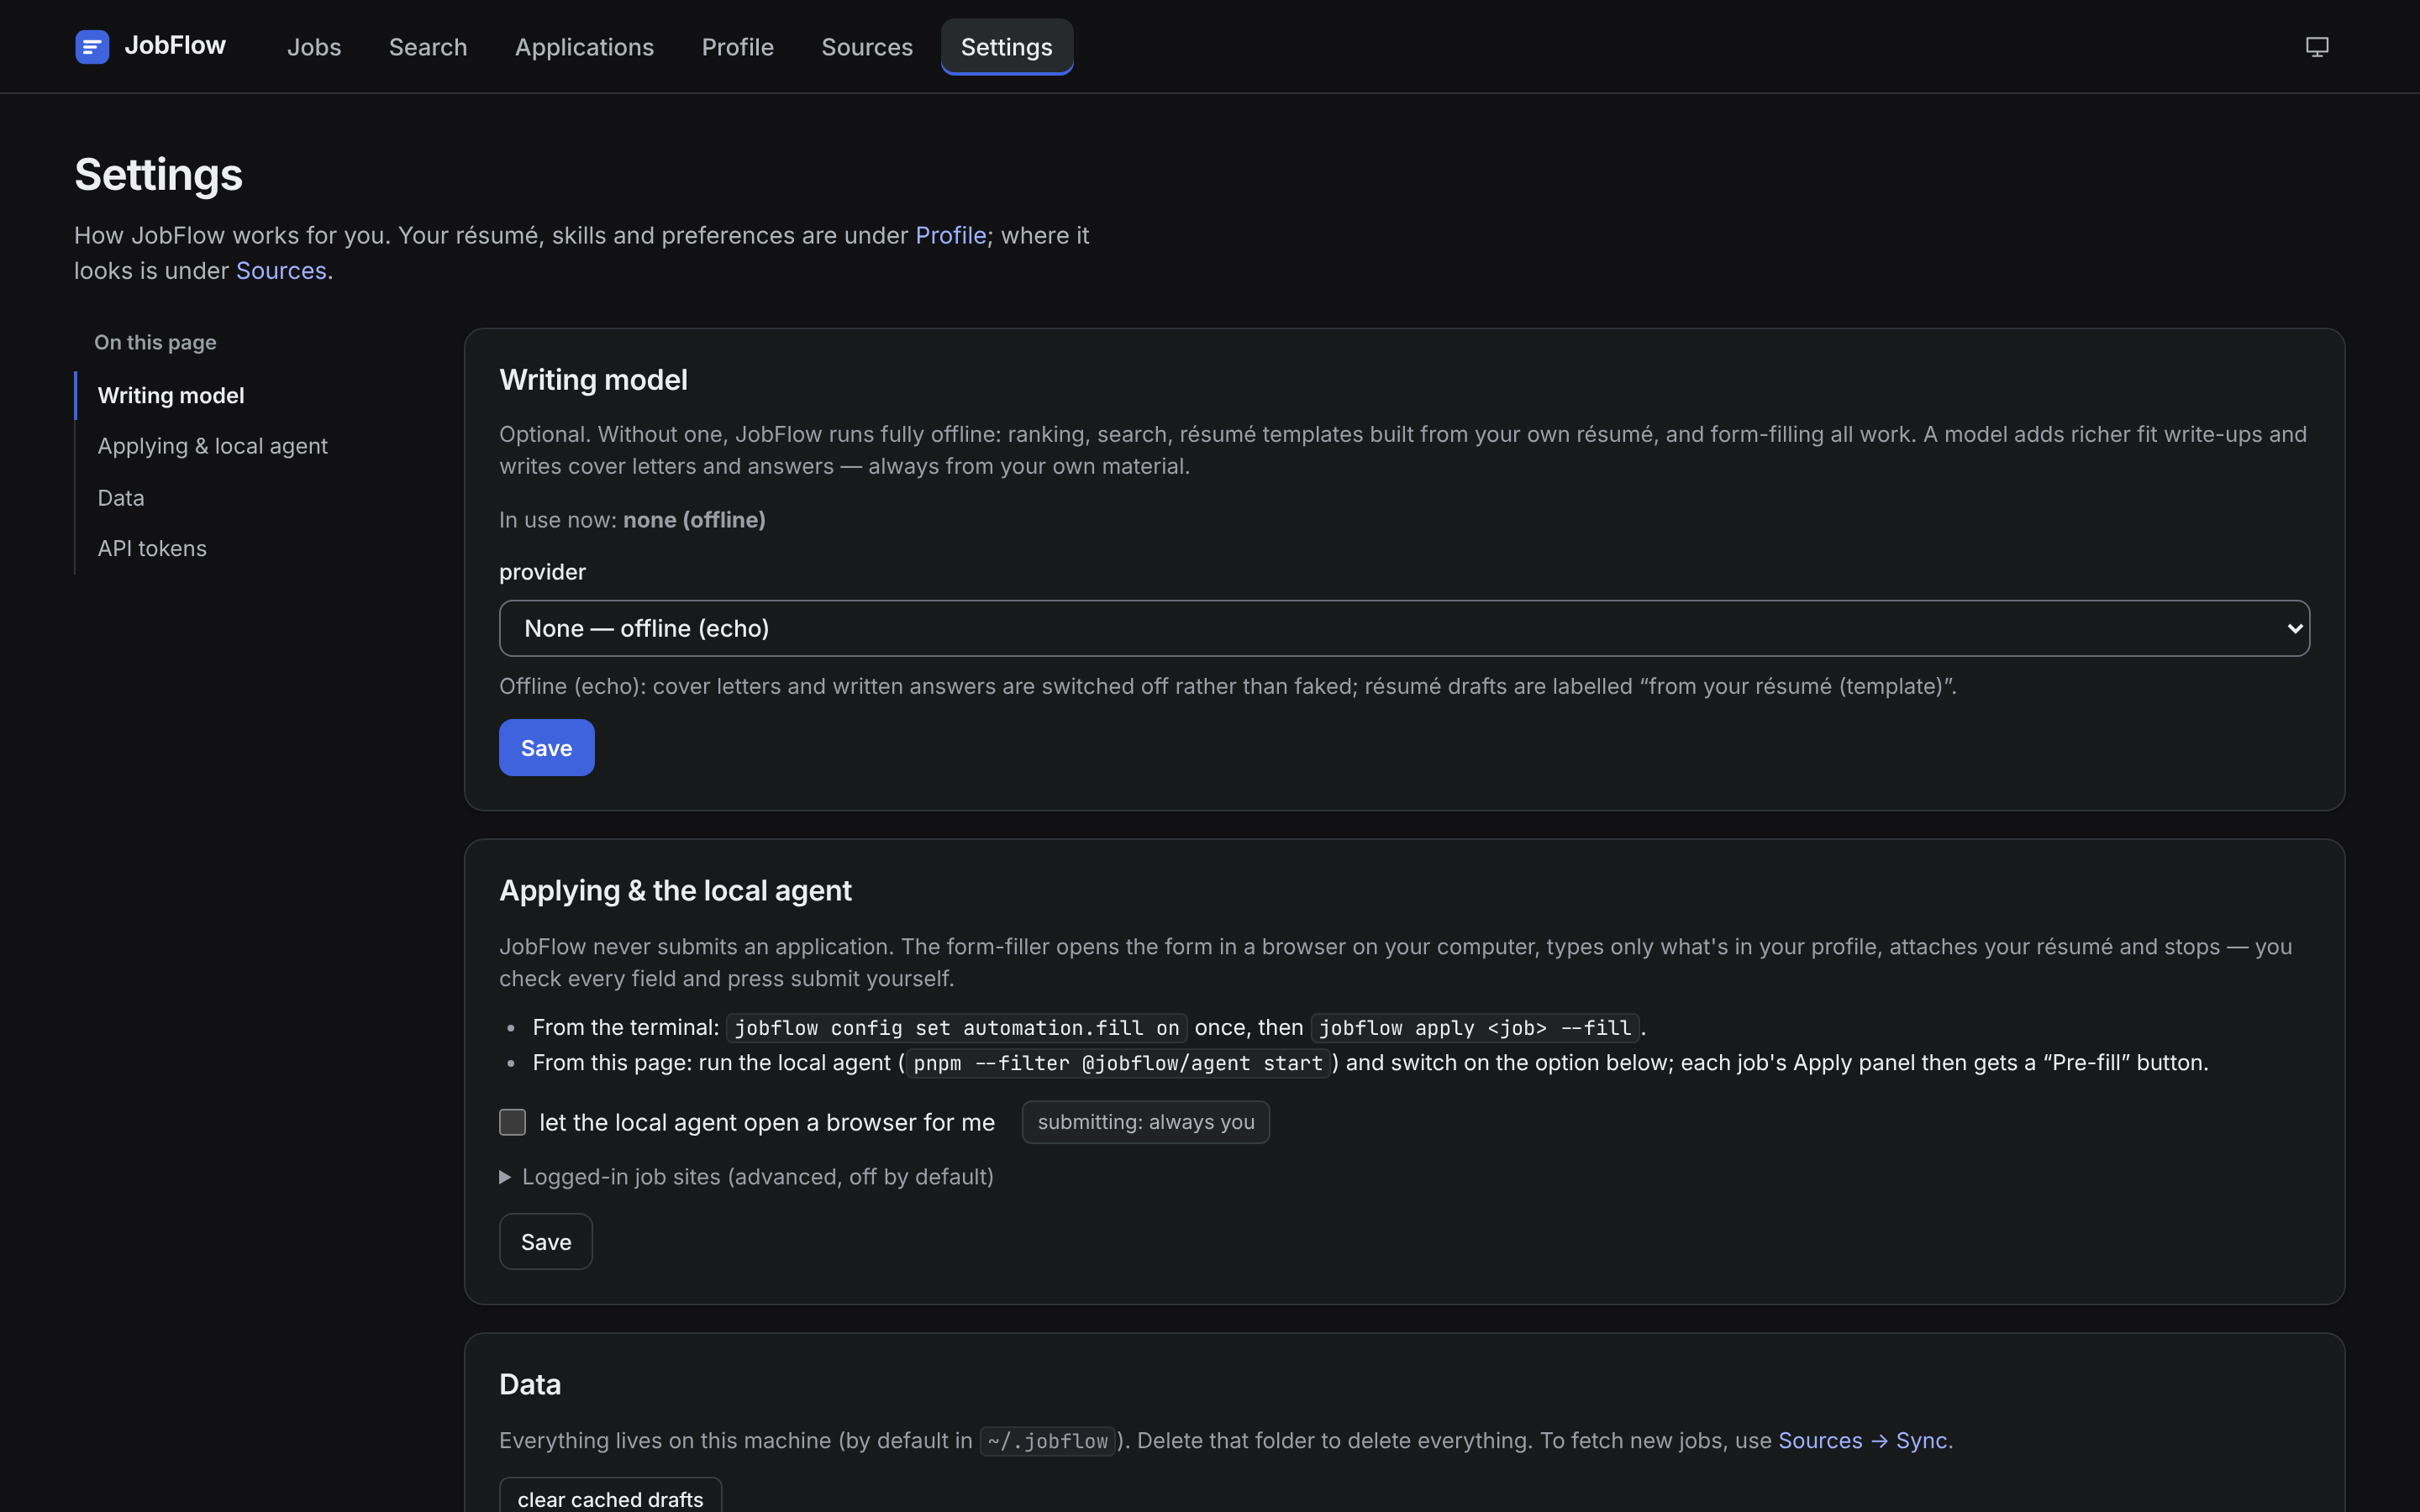 JobFlow
Jobs
Search
Applications
Profile
Sources
Settings
Settings
How JobFlow works for you. Your résumé, skills and preferences are under Profile; where it
looks is under Sources.
On this page
Writing model
Applying & local agent
Data
API tokens
Writing model
Optional. Without one, JobFlow runs fully offline: ranking, search, résumé templates built from your own résumé, and form-filling all work. A model adds richer fit write-ups and
writes cover letters and answers — always from your own material.
In use now: none (offline)
provider
None — offline (echo)
Offline (echo): cover letters and written answers are switched off rather than faked; résumé drafts are labelled “from your résumé (template)”.
Save
Applying & the local agent
JobFlow never submits an application. The form-filler opens the form in a browser on your computer, types only what's in your profile, attaches your résumé and stops — you
check every field and press submit yourself.
• From the terminal: jobflow config set automation.fill on once, then jobflow apply <job> --fill.
• From this page: run the local agent (pnpm --filter @jobflow/agent start) and switch on the option below; each job's Apply panel then gets a “Pre-fill” button.
let the local agent open a browser for me
submitting: always you
Logged-in job sites (advanced, off by default)
Save
Data
Everything lives on this machine (by default in ~/.jobflow). Delete that folder to delete everything. To fetch new jobs, use Sources → Sync.
clear cached drafts